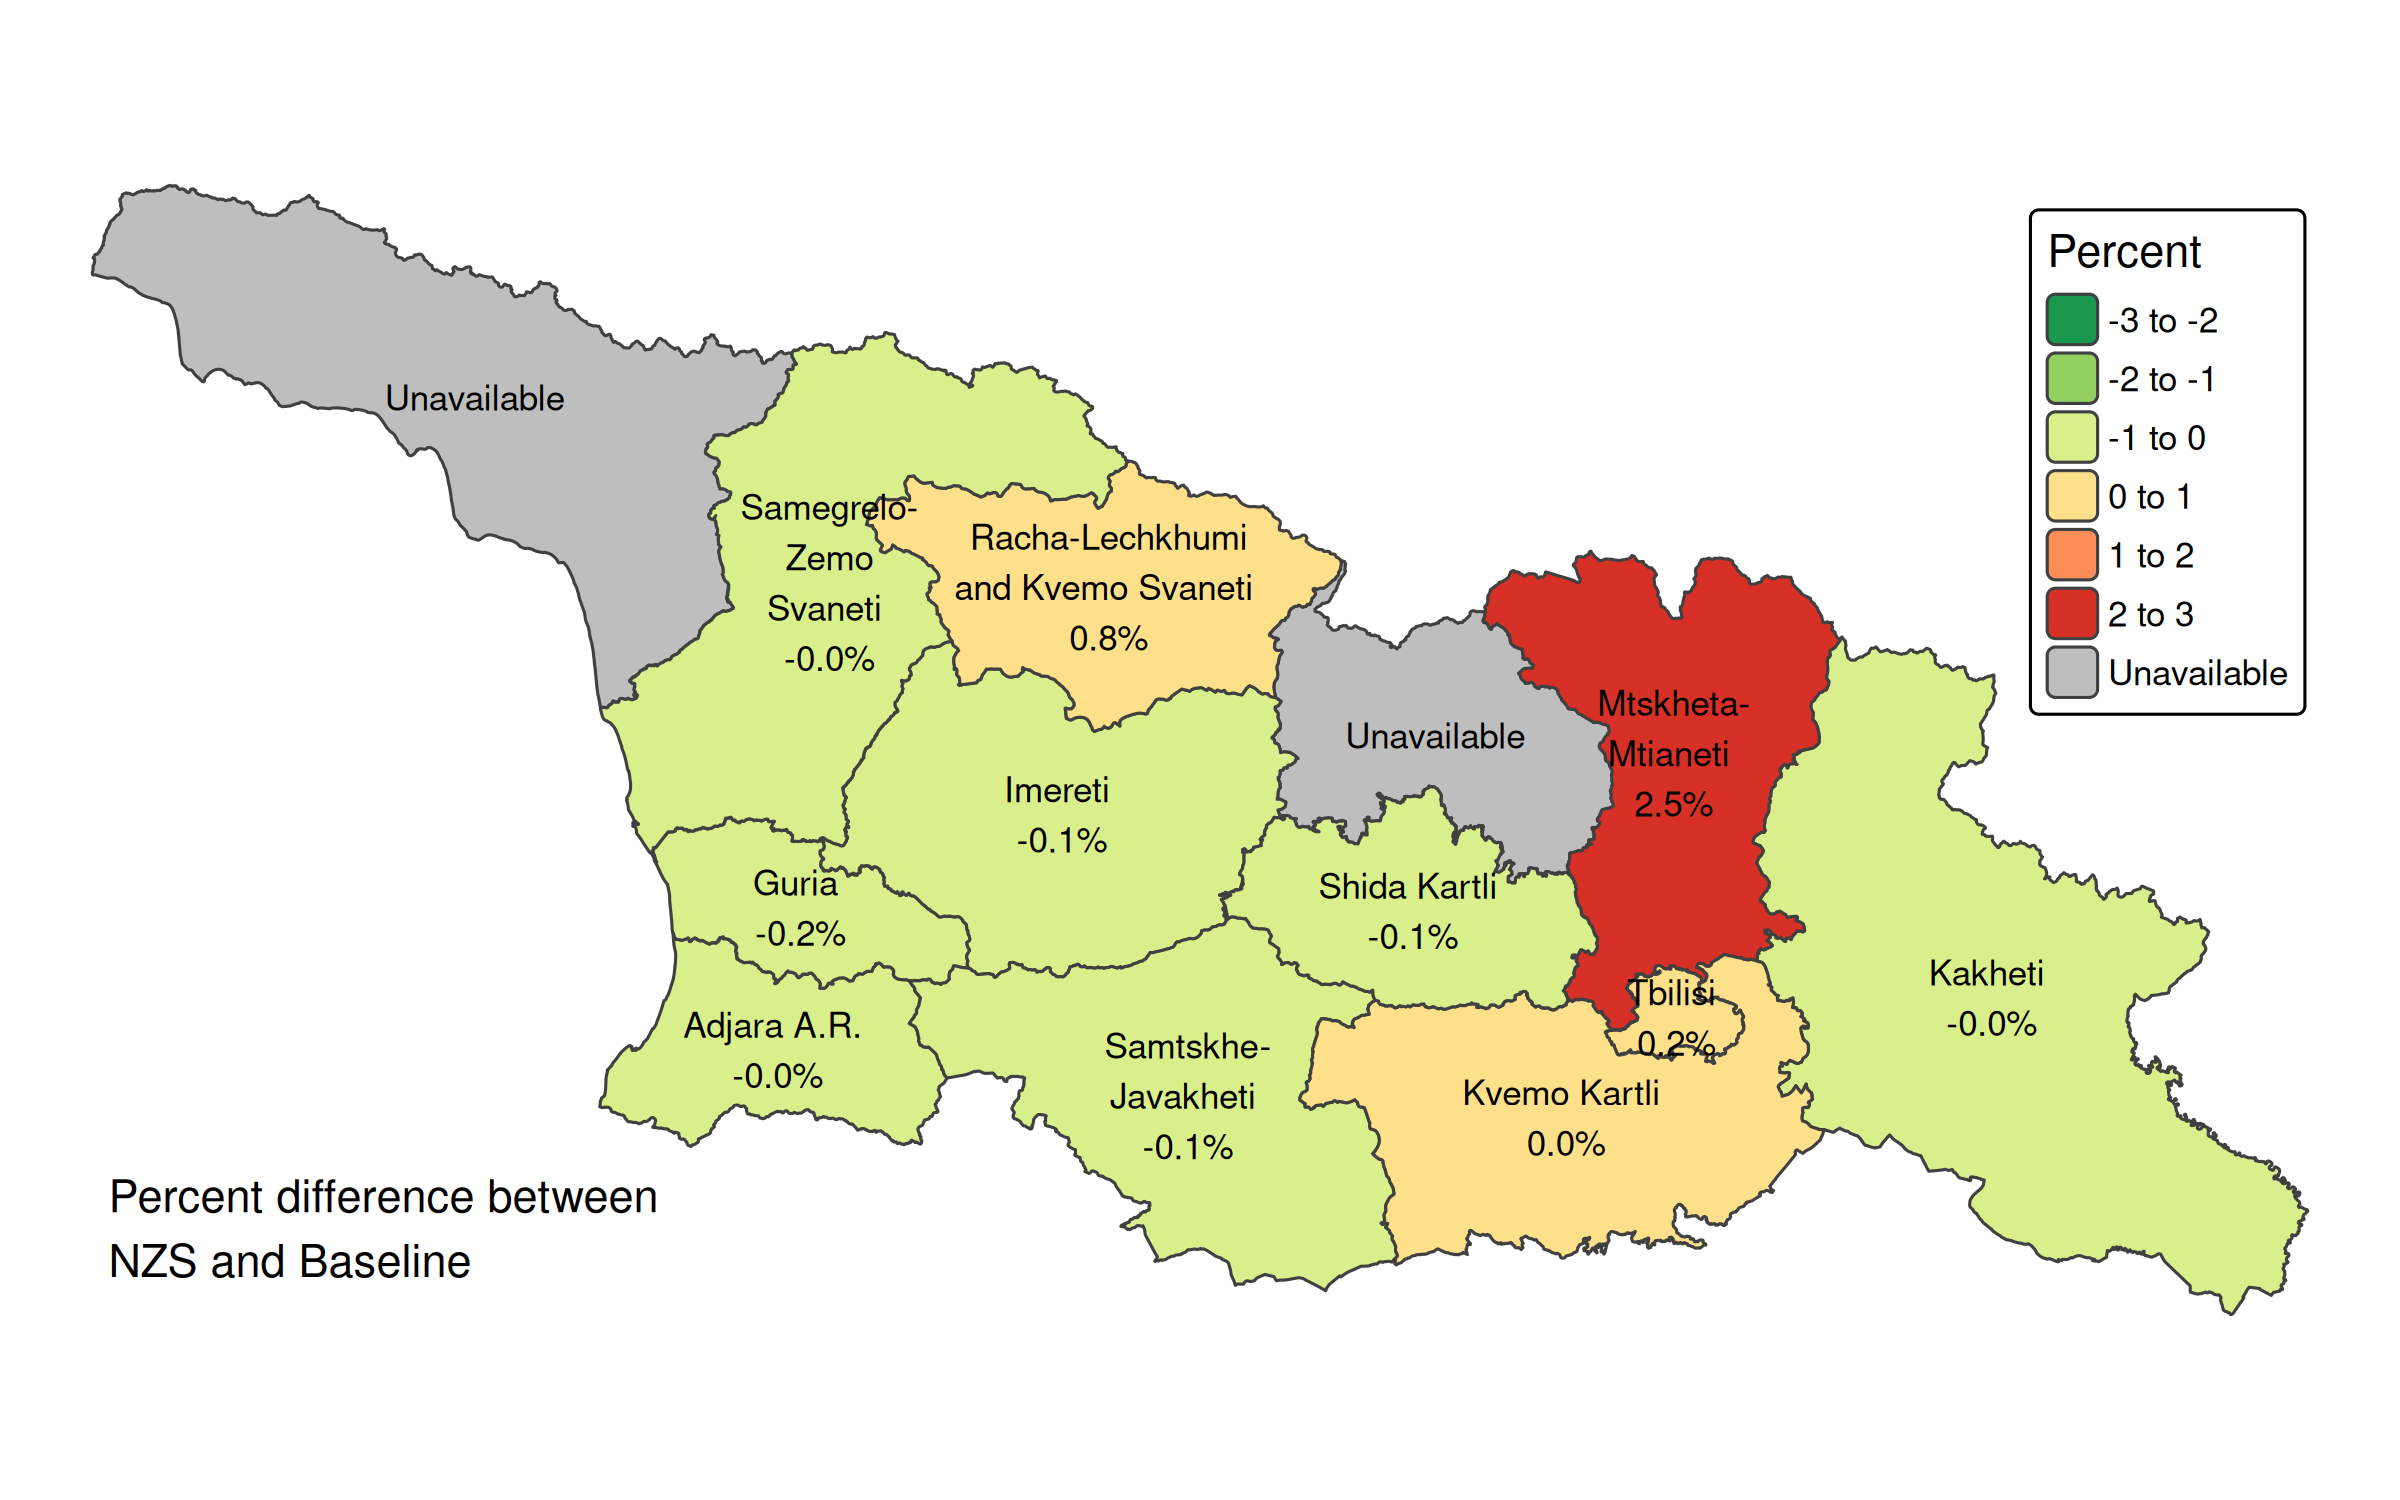 Unavailable
Samegrelo-
Zemo
Svaneti
-0.0%
Racha-Lechkhumi
and Kvemo Svaneti
0.8%
Unavailable
Mtskheta-
Mtianeti
2.5%
Imereti
-0.1%
Guria
-0.2%
Shida Kartli
-0.1%
Adjara A.R.
-0.0%
Samtskhe-
Javakheti
-0.1%
Tbilisi
0.2%
Kvemo Kartli
0.0%
Kakheti
-0.0%
Percent
-3 to -2
-2 to -1
-1 to 0
0 to 1
1 to 2
2 to 3
Unavailable
Percent difference between
NZS and Baseline